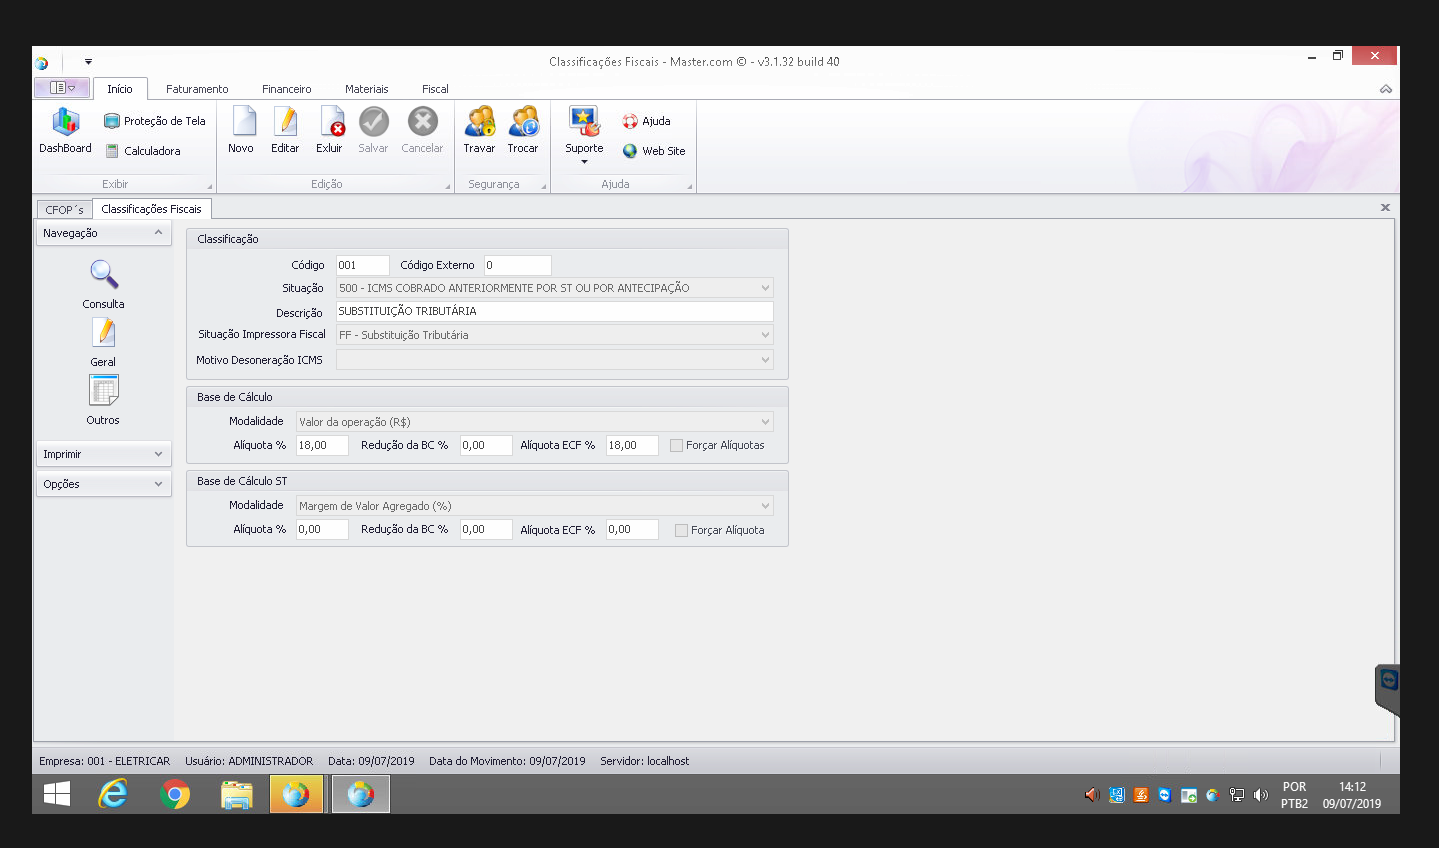 Classificações Fiscais - Master.com © - v3.1.32 build 40
Início Faturamento Financeiro Materiais Fiscal
DashBoard Proteção de Tela Calculadora Novo Editar Exluir Salvar Cancelar Travar Trocar Suporte Ajuda Web Site
Exibir Edição Segurança Ajuda
CFOP´s Classificações Fiscais
Navegação
Consulta
Geral
Outros
Imprimir
Opções
Classificação
Código 001 Código Externo 0
Situação 500 - ICMS COBRADO ANTERIORMENTE POR ST OU POR ANTECIPAÇÃO
Descrição SUBSTITUIÇÃO TRIBUTÁRIA
Situação Impressora Fiscal FF - Substituição Tributária
Motivo Desoneração ICMS
Base de Cálculo
Modalidade Valor da operação (R$)
Alíquota % 18,00 Redução da BC % 0,00 Alíquota ECF % 18,00 Forçar Alíquotas
Base de Cálculo ST
Modalidade Margem de Valor Agregado (%)
Alíquota % 0,00 Redução da BC % 0,00 Alíquota ECF % 0,00 Forçar Alíquota
Empresa: 001 - ELETRICAR Usuário: ADMINISTRADOR Data: 09/07/2019 Data do Movimento: 09/07/2019 Servidor: localhost
POR 14:12
PTB2 09/07/2019